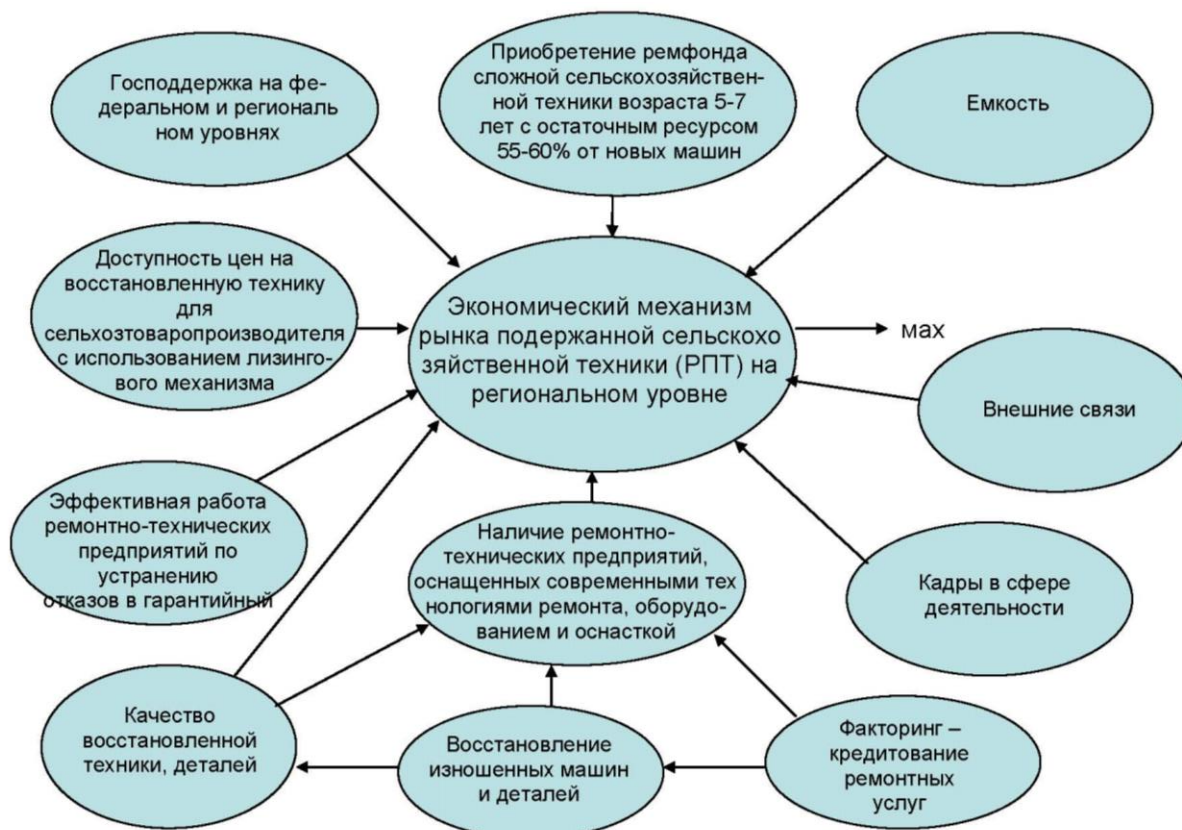 Господдержка на фе-
деральном и региональ
ном уровнях
Приобретение ремфонда
сложной сельскохозяйствен-
ной техники возраста 5-7
лет с остаточным ресурсом
55-60% от новых машин
Емкость
Доступность цен на
восстановленную технику
для
сельхозтоваропроизводителя
с использованием лизинго-
вого механизма
Экономический механизм
рынка подержанной сельскохо
зяйственной техники (РПТ) на
региональном уровне
мах
Внешние связи
Эффективная работа
ремонтно-технических
предприятий по
устранению
отказов в гарантийный
Наличие ремонтно-
технических предприятий,
оснащенных современными тех
нологиями ремонта, оборудо-
ванием и оснасткой
Кадры в сфере
деятельности
Качество
восстановленной
техники, деталей
Восстановление
изношенных машин
и деталей
Факторинг –
кредитование
ремонтных
услуг